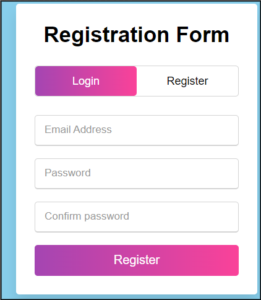 Registration Form
Login Register
Email Address
Password
Confirm password
Register